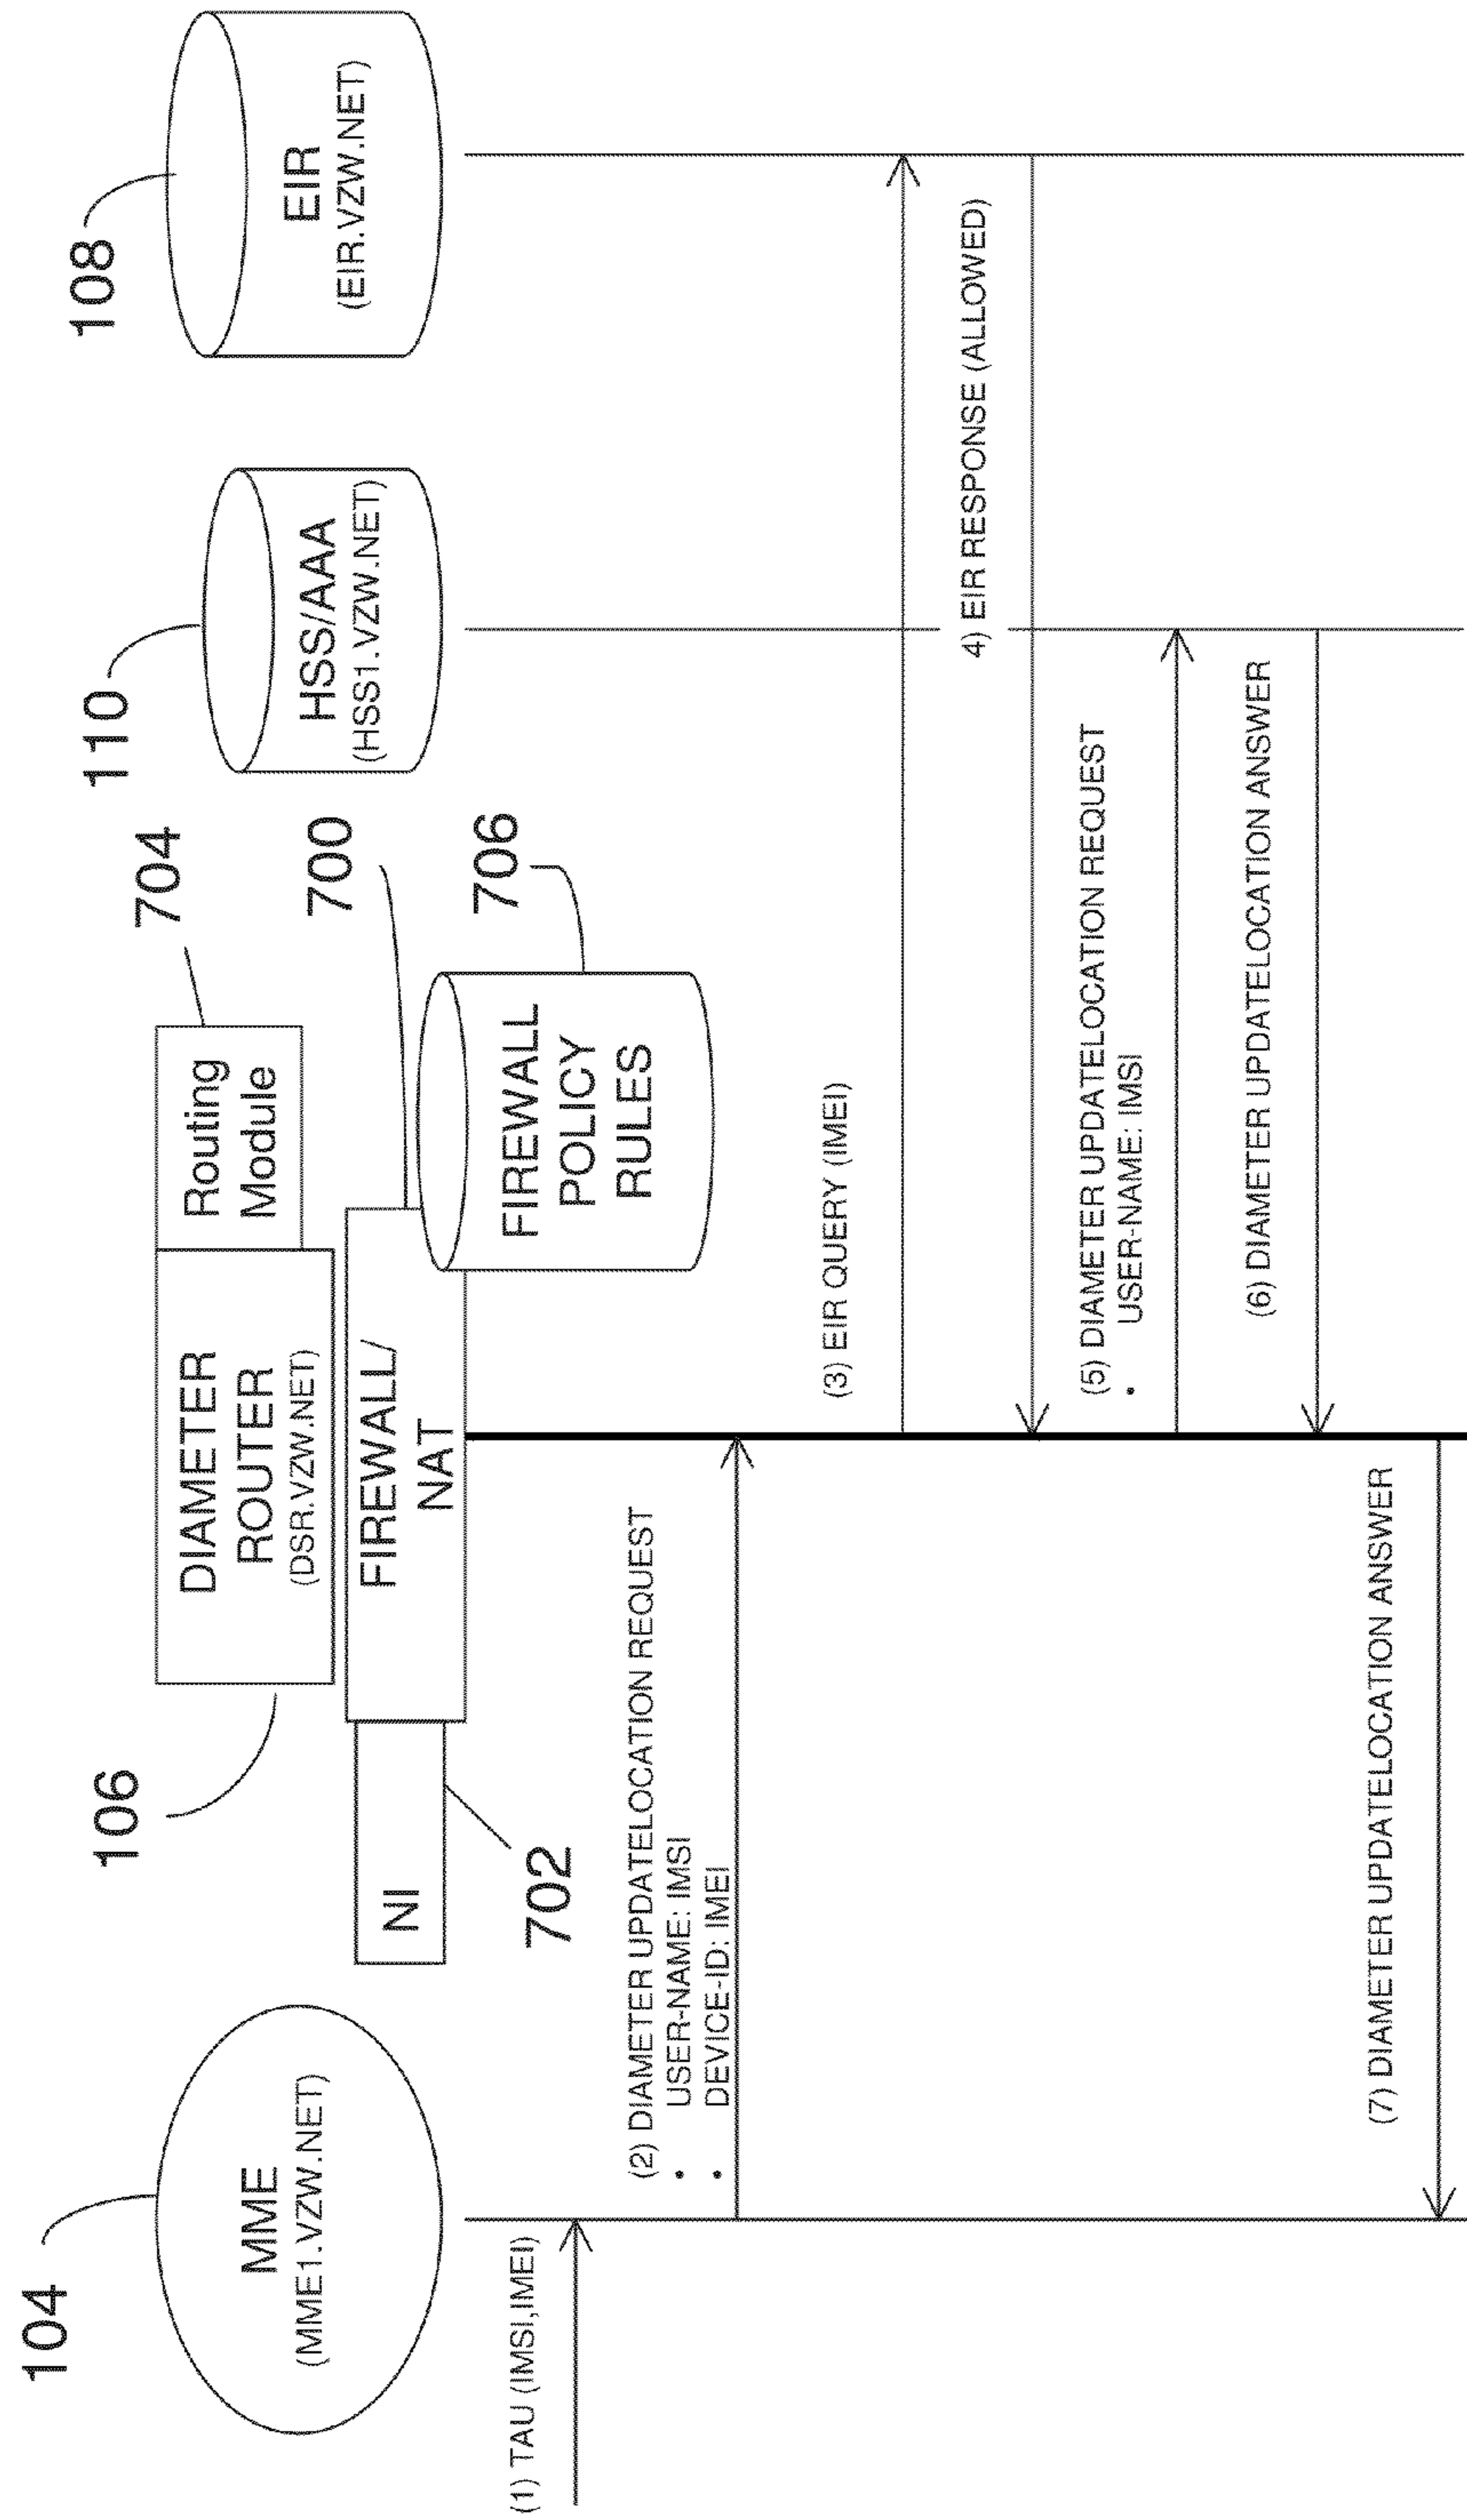 104
MME
(MME1.VZW.NET)
106
NI
702
DIAMETER
ROUTER
(DSR.VZW.NET)
Routing
Module
704
FIREWALL/
NAT
700
FIREWALL
POLICY
RULES
706
110
HSS/AAA
(HSS1.VZW.NET)
108
EIR
(EIR.VZW.NET)
(1) TAU (IMSI,IMEI)
(2) DIAMETER UPDATELOCATION REQUEST
• USER-NAME: IMSI
• DEVICE-ID: IMEI
(3) EIR QUERY (IMEI)
4) EIR RESPONSE (ALLOWED)
(5) DIAMETER UPDATELOCATION REQUEST
• USER-NAME: IMSI
(6) DIAMETER UPDATELOCATION ANSWER
(7) DIAMETER UPDATELOCATION ANSWER